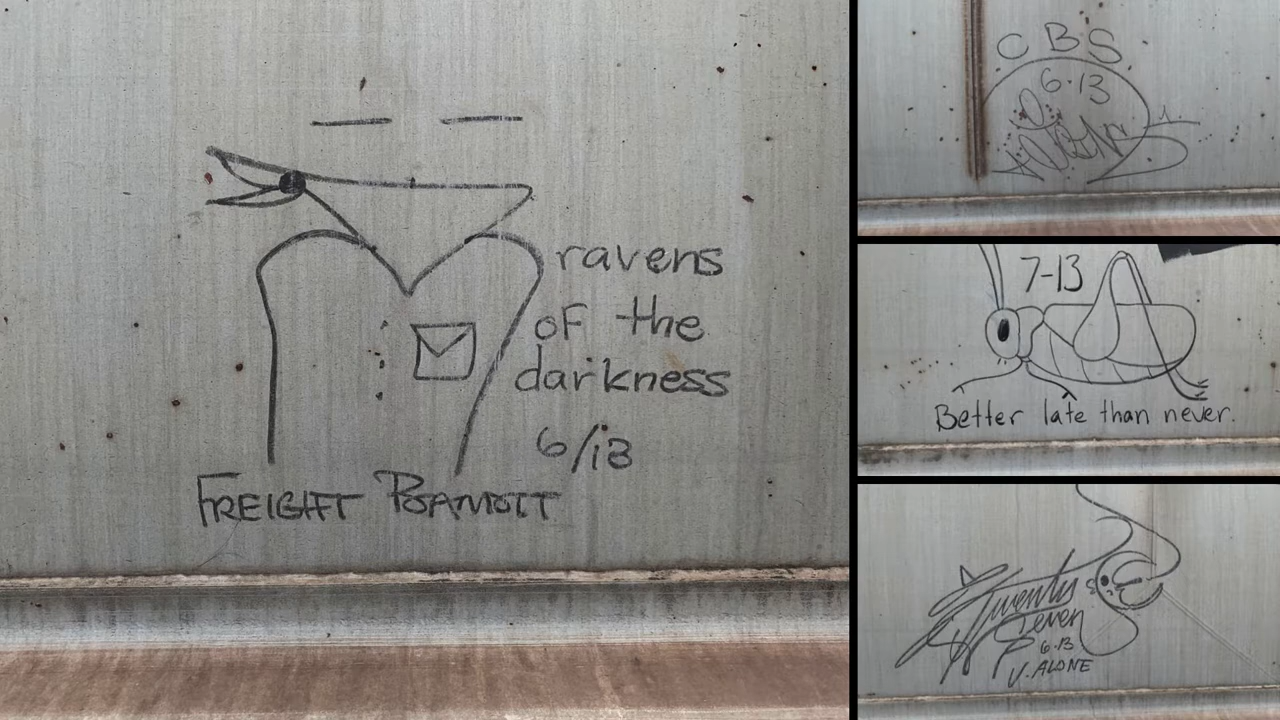 ravens
of the
darkness
6/13
FREIGHT
CBS
6·13
7-13
Better late than never.
Twenty
Seven
6·13
V. ALONE